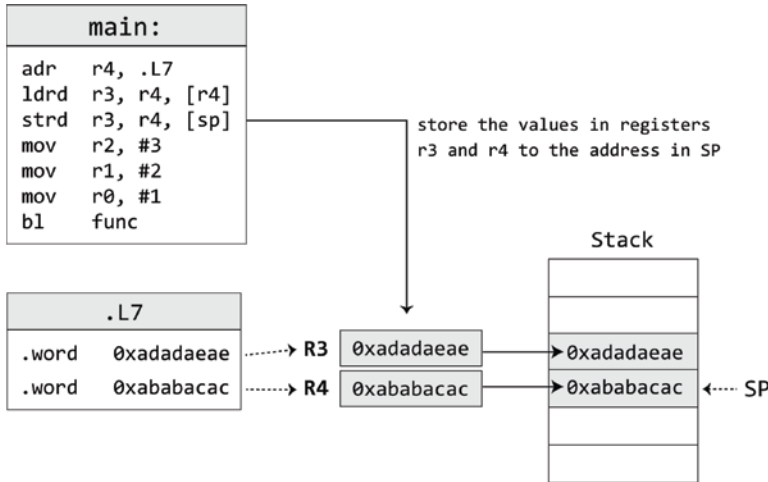 main:
adr r4, .L7
ldrd r3, r4, [r4]
strd r3, r4, [sp]
mov r2, #3
mov r1, #2
mov r0, #1
bl func
store the values in registers
r3 and r4 to the address in SP
Stack
.L7
.word 0xadadaeae
.word 0xababacac
R3 0xadadaeae
R4 0xababacac
0xadadaeae
0xababacac
SP